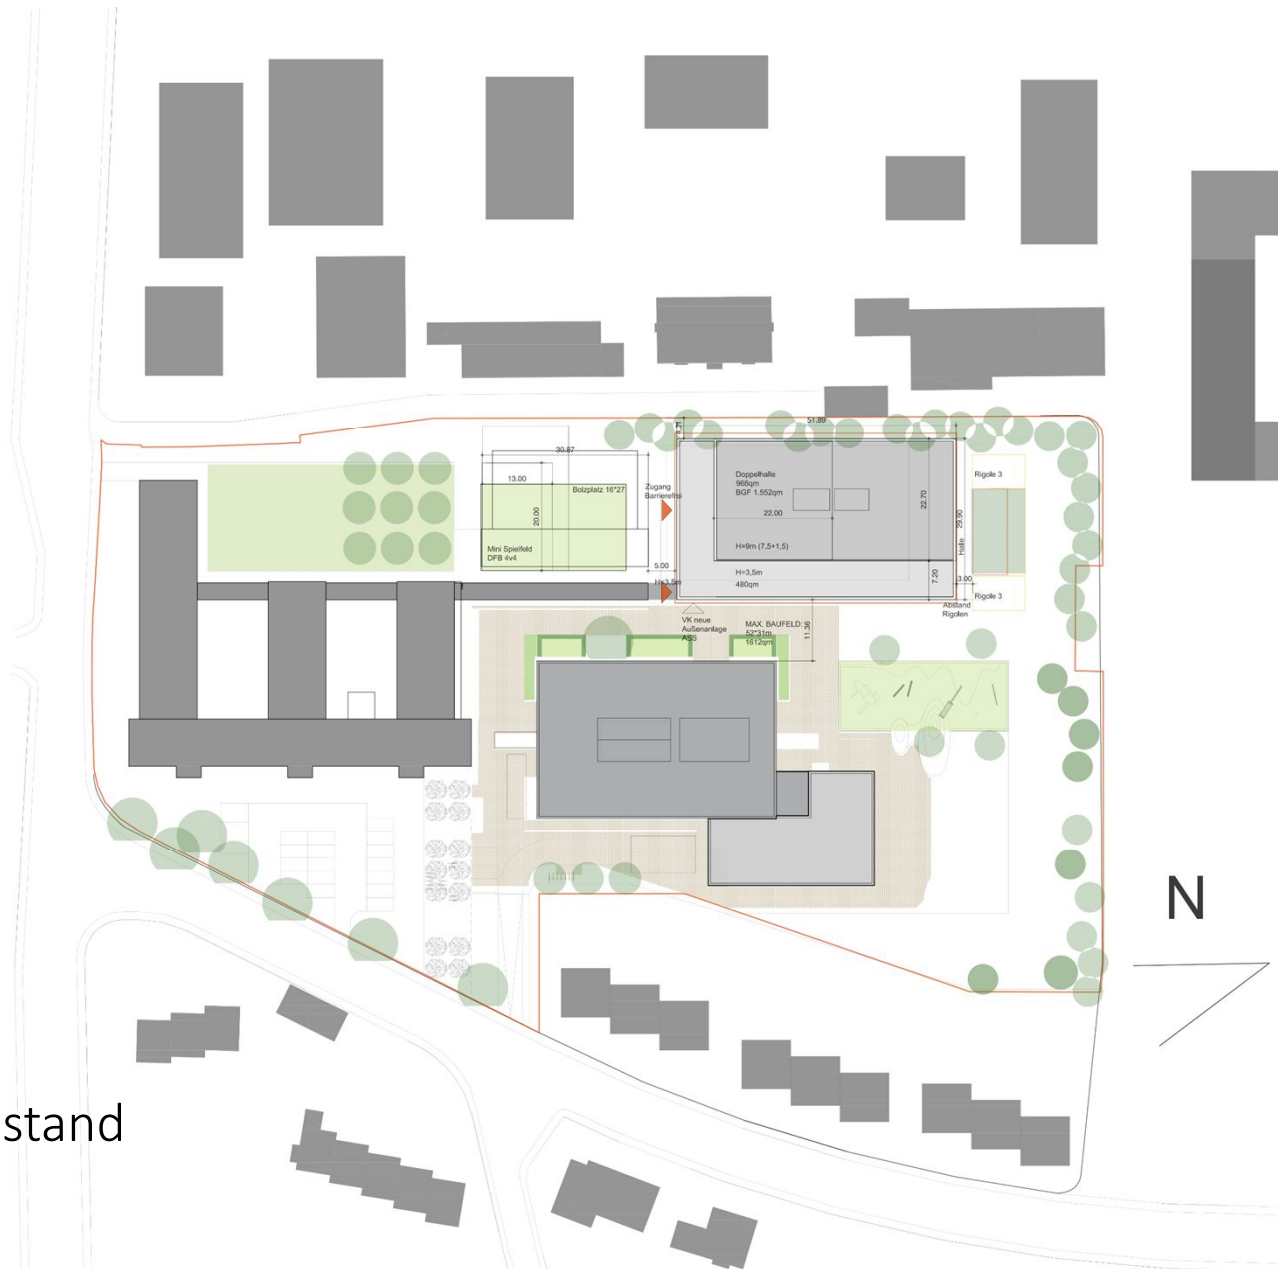 51.89
4.21
30.87
13.00
Bolzplatz 16*27
20.00
Mini Spielfeld
DFB 4v4
Zugang
Barrierefrei
5.00
H=3,5m
Doppelhalle
968qm
BGF 1.552qm
22.00
22.70
H=9m (7,5+1,5)
H=3,5m
480qm
7.20
29.90
Halle
Rigole 3
3.00
Rigole 3
Abstand
Rigolen
VK neue
Außenanlage
ASS
MAX. BAUFELD:
52*31m
1612qm
11.36
N
stand